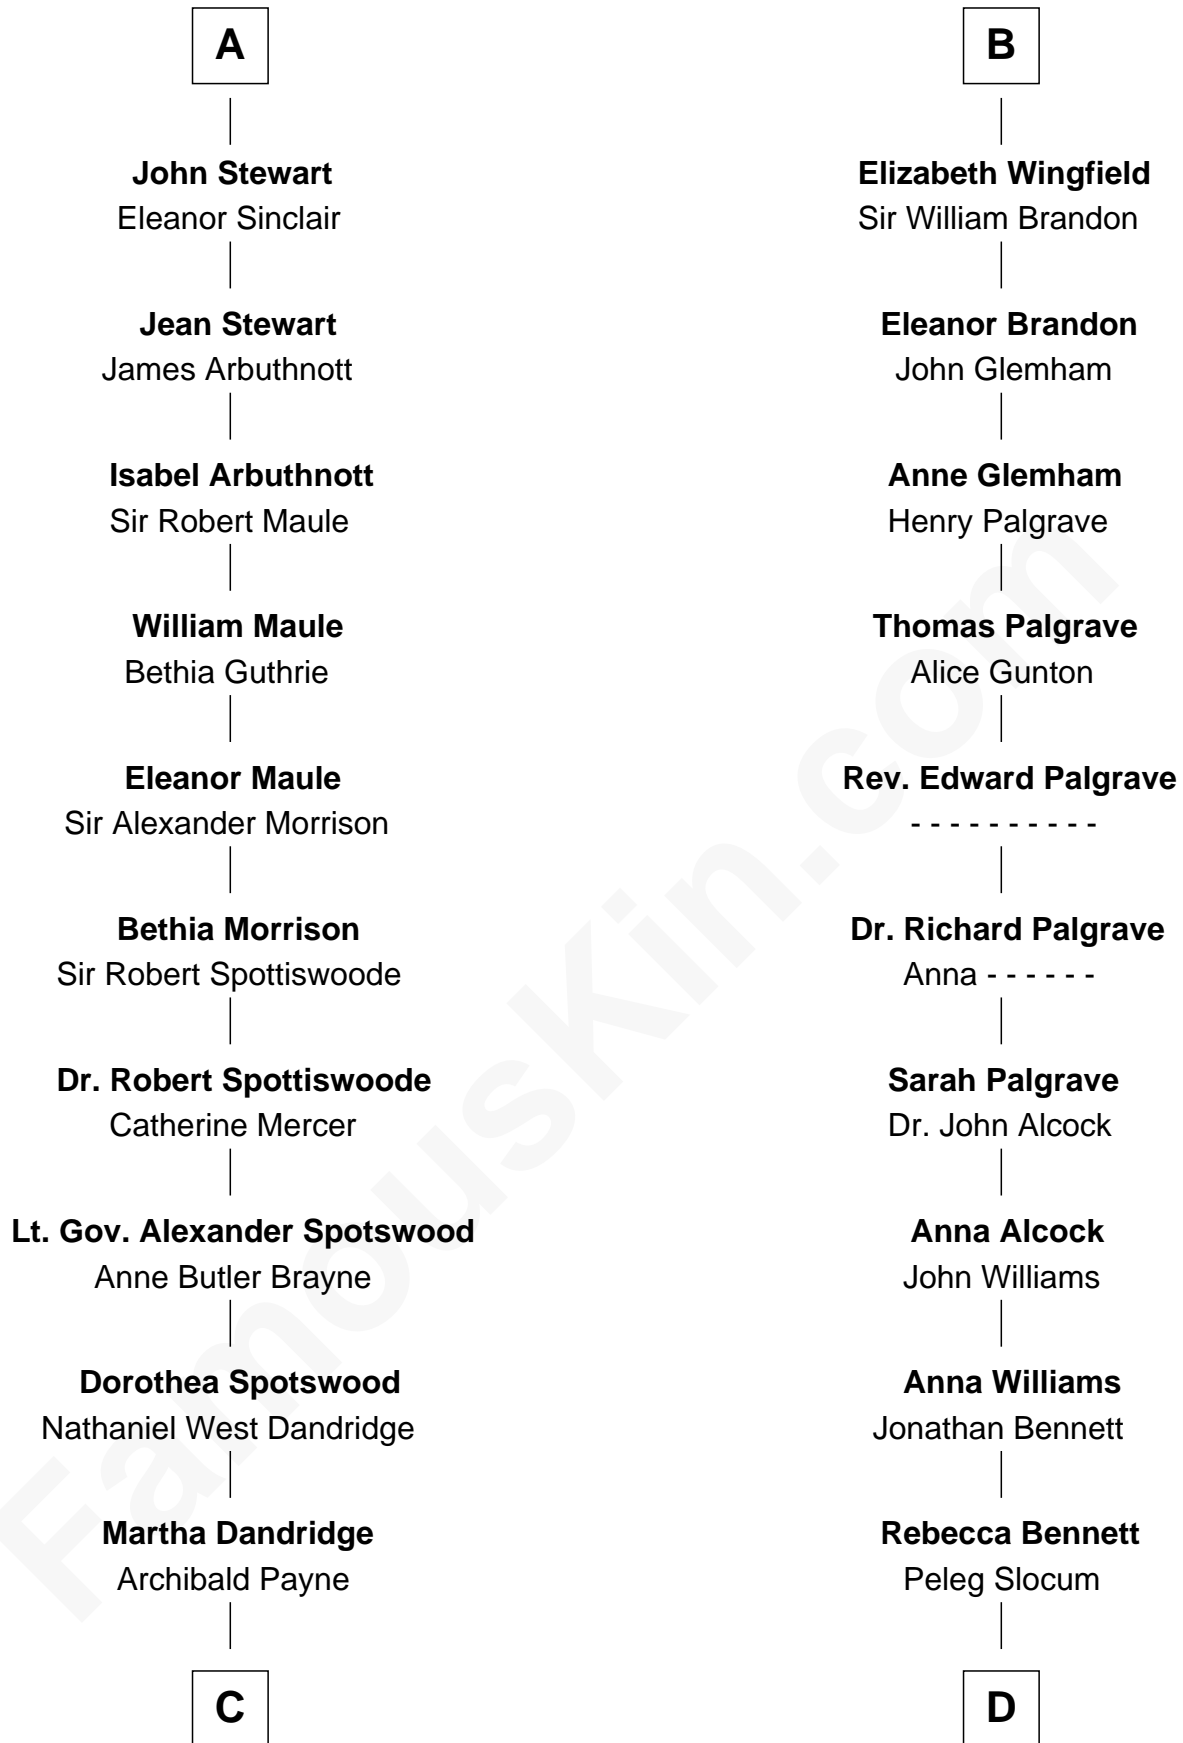 A
John Stewart
Eleanor Sinclair
Jean Stewart
James Arbuthnott
Isabel Arbuthnott
Sir Robert Maule
William Maule
Bethia Guthrie
Eleanor Maule
Sir Alexander Morrison
Bethia Morrison
Sir Robert Spottiswoode
Dr. Robert Spottiswoode
Catherine Mercer
Lt. Gov. Alexander Spotswood
Anne Butler Brayne
Dorothea Spotswood
Nathaniel West Dandridge
Martha Dandridge
Archibald Payne
C
B
Elizabeth Wingfield
Sir William Brandon
Eleanor Brandon
John Glemham
Anne Glemham
Henry Palgrave
Thomas Palgrave
Alice Gunton
Rev. Edward Palgrave
- - - - - - - - - -
Dr. Richard Palgrave
Anna - - - - - -
Sarah Palgrave
Dr. John Alcock
Anna Alcock
John Williams
Anna Williams
Jonathan Bennett
Rebecca Bennett
Peleg Slocum
D
FamousKin.com